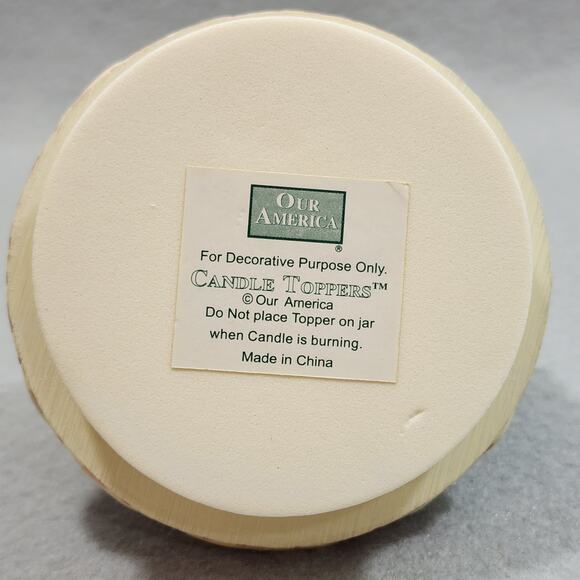 OUR
AMERICA
®
For Decorative Purpose Only.
CANDLE TOPPERS™
© Our America
Do Not place Topper on jar
when Candle is burning.
Made in China